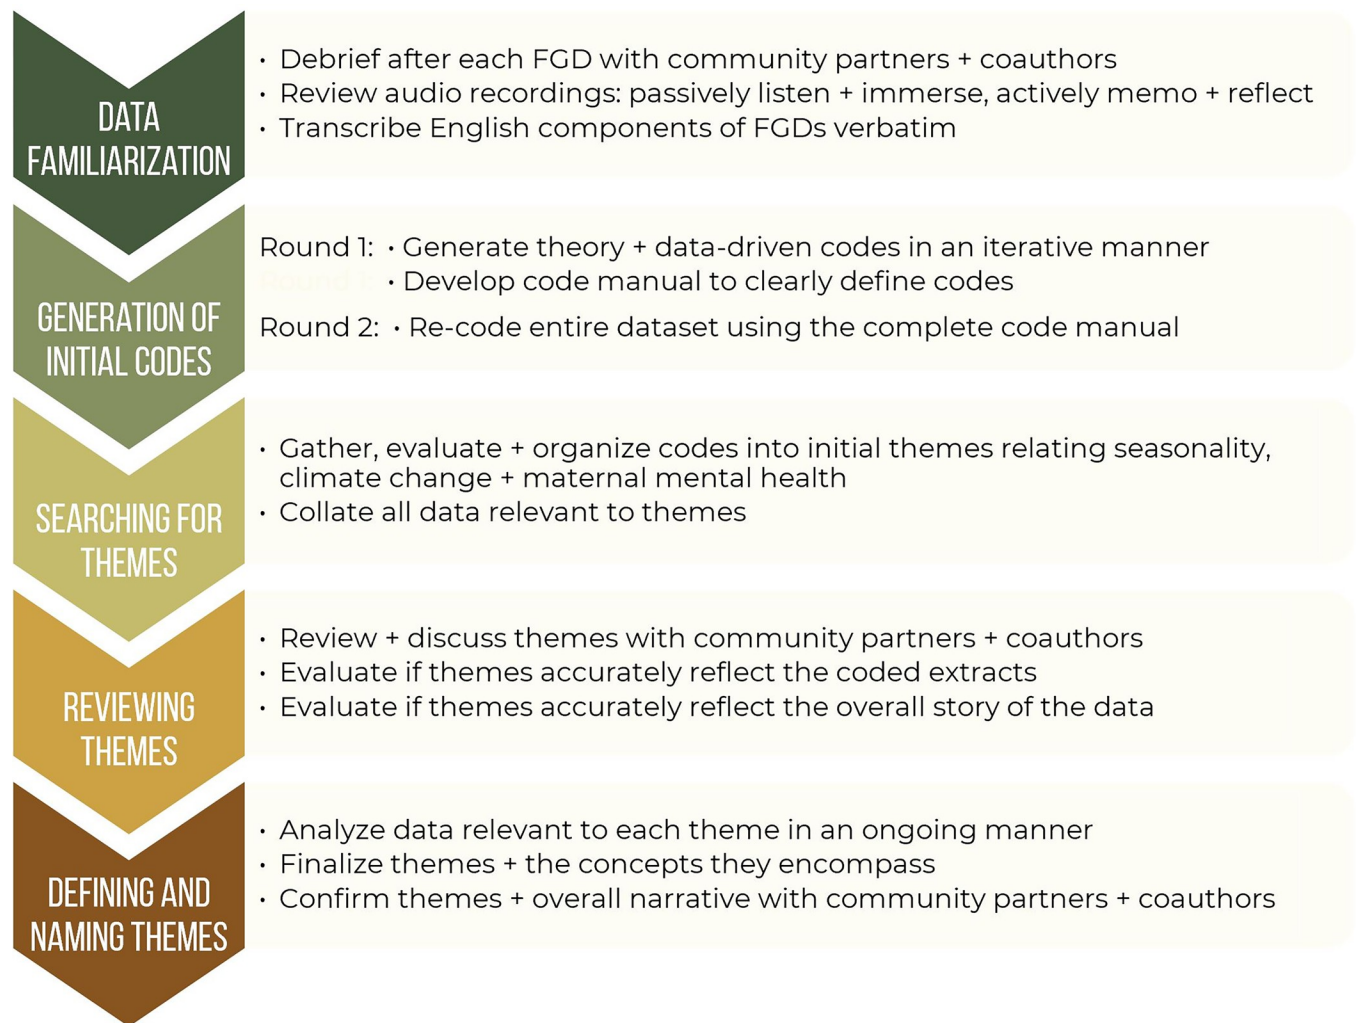 DATA
FAMILIARIZATION
• Debrief after each FGD with community partners + coauthors
• Review audio recordings: passively listen + immerse, actively memo + reflect
• Transcribe English components of FGDs verbatim
GENERATION OF
INITIAL CODES
Round 1: • Generate theory + data-driven codes in an iterative manner
• Develop code manual to clearly define codes
Round 2: • Re-code entire dataset using the complete code manual
SEARCHING FOR
THEMES
• Gather, evaluate + organize codes into initial themes relating seasonality,
climate change + maternal mental health
• Collate all data relevant to themes
REVIEWING
THEMES
• Review + discuss themes with community partners + coauthors
• Evaluate if themes accurately reflect the coded extracts
• Evaluate if themes accurately reflect the overall story of the data
DEFINING AND
NAMING THEMES
• Analyze data relevant to each theme in an ongoing manner
• Finalize themes + the concepts they encompass
• Confirm themes + overall narrative with community partners + coauthors